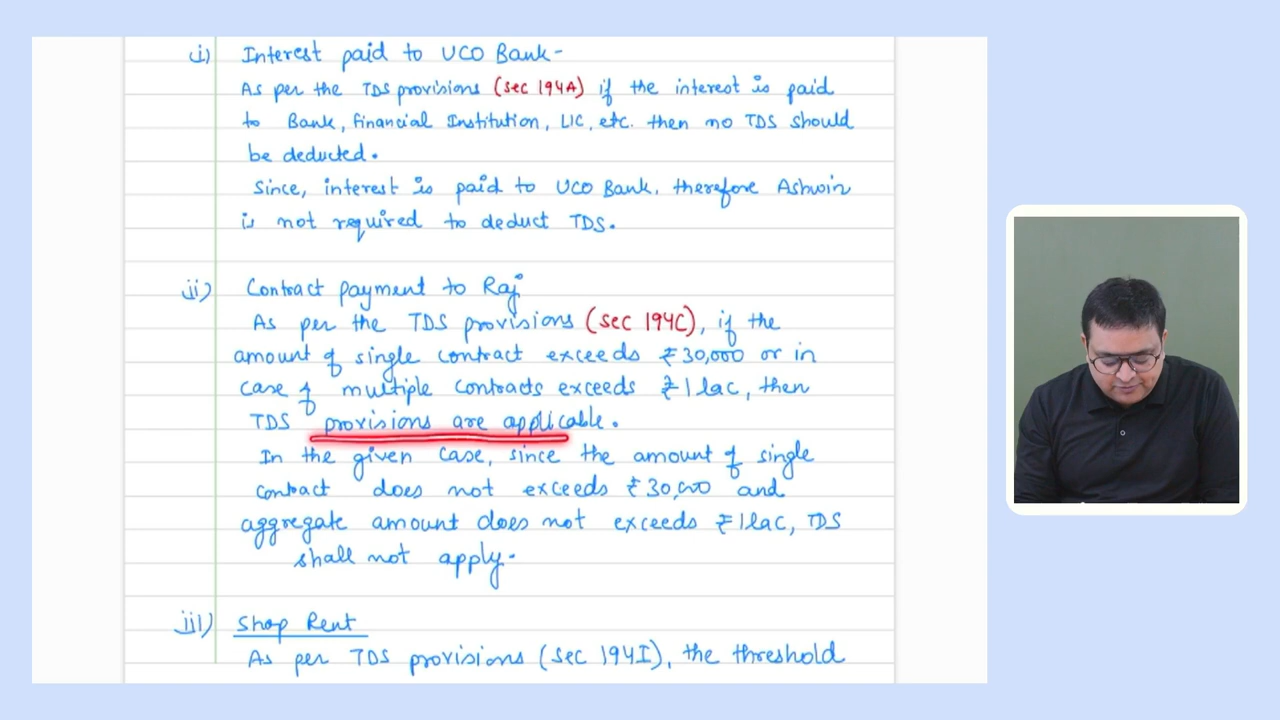 i) Interest paid to UCO Bank-
As per the TDS provisions (sec 194A) if the interest is paid
to Bank, financial Institution, LIC, etc. then no TDS should
be deducted.
Since, interest is paid to UCO Bank, therefore Ashwin
is not required to deduct TDS.
ii) Contract payment to Raj
As per the TDS provisions (sec 194C), if the
amount of single contract exceeds ₹30,000 or in
case of multiple contracts exceeds ₹1 lac, then
TDS provisions are applicable.
In the given case, since the amount of single
contract does not exceeds ₹30,000 and
aggregate amount does not exceeds ₹1lac, TDS
shall not apply.
iii) Shop Rent
As per TDS provisions (sec 194I), the threshold